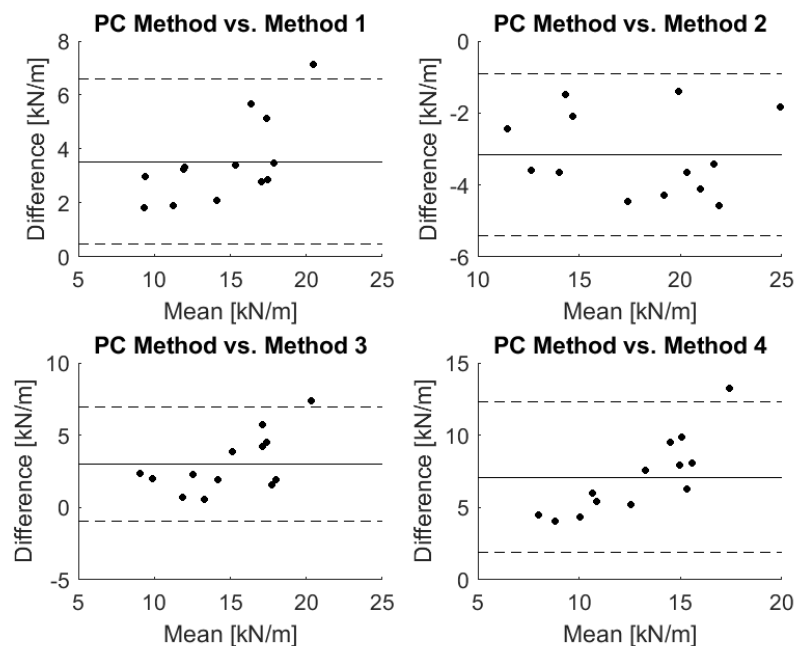 PC Method vs. Method 1
8
6
4
2
0
Difference [kN/m]
5 10 15 20 25
Mean [kN/m]
PC Method vs. Method 2
0
-2
-4
-6
Difference [kN/m]
10 15 20 25
Mean [kN/m]
PC Method vs. Method 3
10
5
0
-5
Difference [kN/m]
5 10 15 20 25
Mean [kN/m]
PC Method vs. Method 4
15
10
5
0
Difference [kN/m]
5 10 15 20
Mean [kN/m]